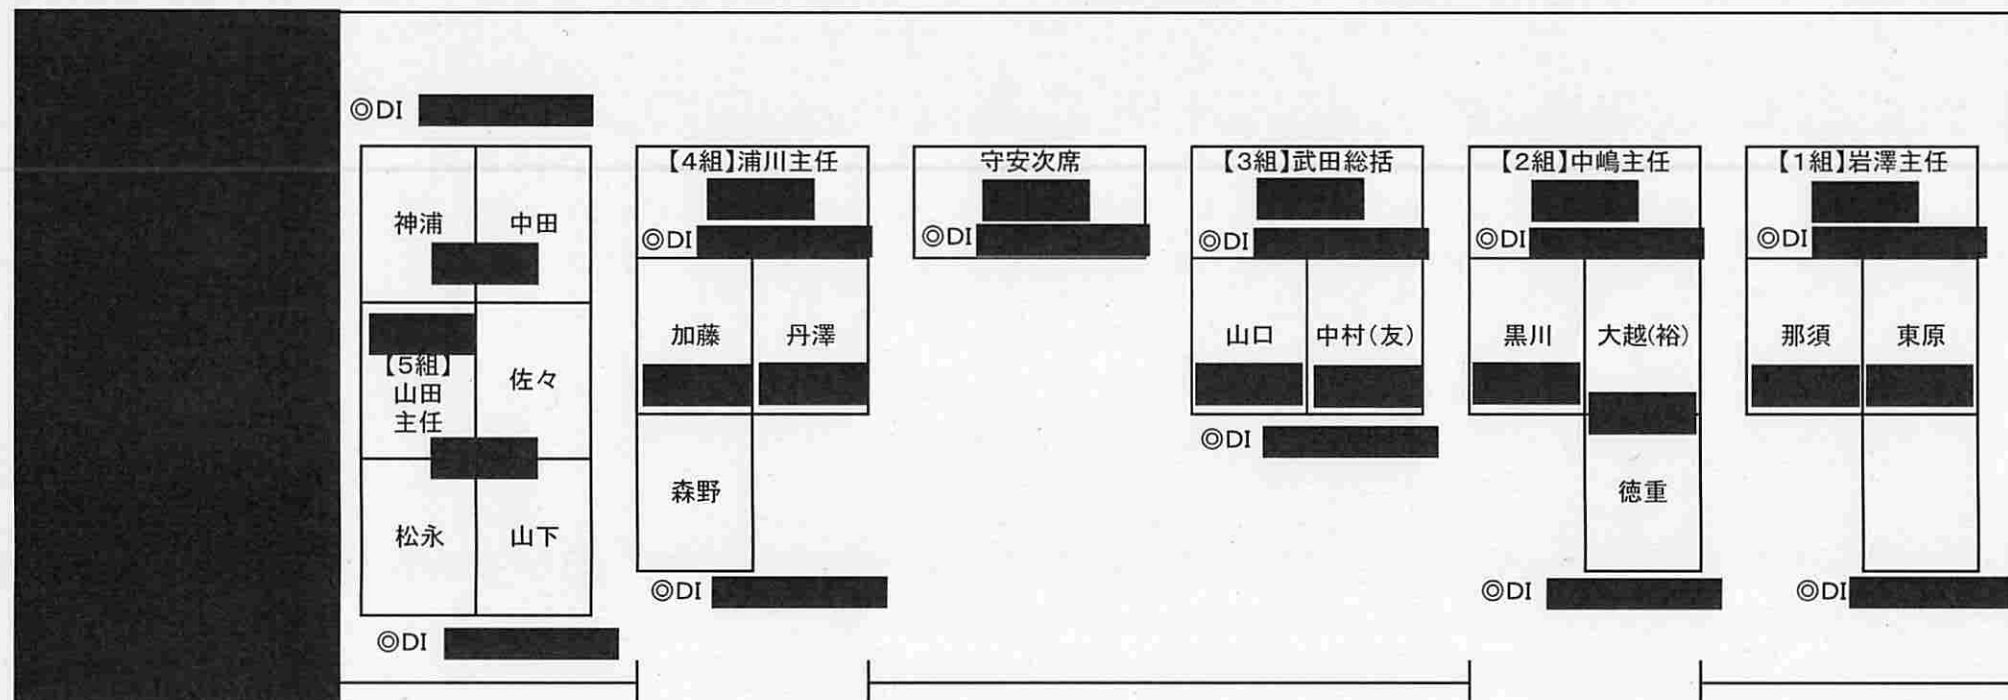 ◎DI
神浦
中田
【5組】
山田
主任
佐々
松永
山下
◎DI
【4組】浦川主任
◎DI
加藤
丹澤
森野
◎DI
守安次席
◎DI
【3組】武田総括
◎DI
山口
中村(友)
◎DI
【2組】中嶋主任
◎DI
黒川
大越(裕)
徳重
◎DI
【1組】岩澤主任
◎DI
那須
東原
◎DI